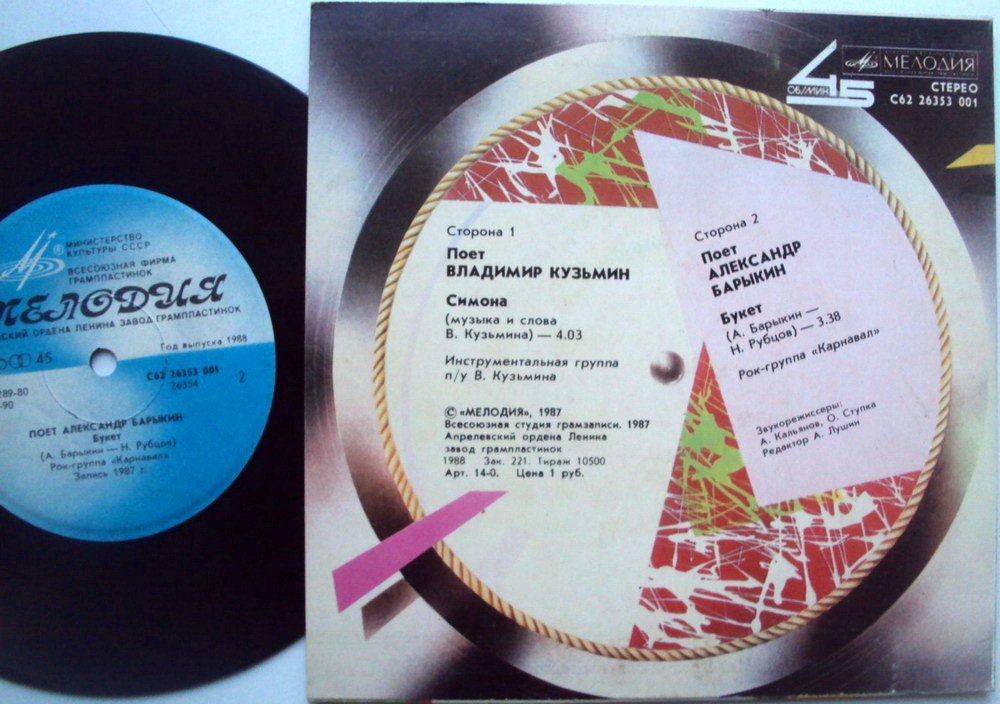 МИНИСТЕРСТВО
КУЛЬТУРЫ СССР
ВСЕСОЮЗНАЯ ФИРМА
ГРАМПЛАСТИНОК
МЕЛОДИЯ
ОРДЕНА ЛЕНИНА ЗАВОД ГРАМПЛАСТИНОК
45
Год выпуска 1988
С62 26353 001
26354
2
289-80
-90
ПОЕТ АЛЕКСАНДР БАРЫКИН
Букет
(А. Барыкин — Н. Рубцов)
Рок-группа «Карнавал»
Запись 1987 г.
45
ОБ/МИН
МЕЛОДИЯ
СТЕРЕО
С62 26353 001
Сторона 1
Поет
ВЛАДИМИР КУЗЬМИН
Симона
(музыка и слова
В. Кузьмина) — 4.03
Инструментальная группа
п/у В. Кузьмина
© «МЕЛОДИЯ», 1987
Всесоюзная студия грамзаписи. 1987
Апрелевский ордена Ленина
завод грампластинок
1988 Зак. 221. Тираж 10500
Арт. 14-0. Цена 1 руб.
Сторона 2
Поет
АЛЕКСАНДР
БАРЫКИН
Букет
(А. Барыкин —
Н. Рубцов) — 3.38
Рок-группа «Карнавал»
Звукорежиссеры:
А. Кальянов, О. Ступка
Редактор А. Лушин